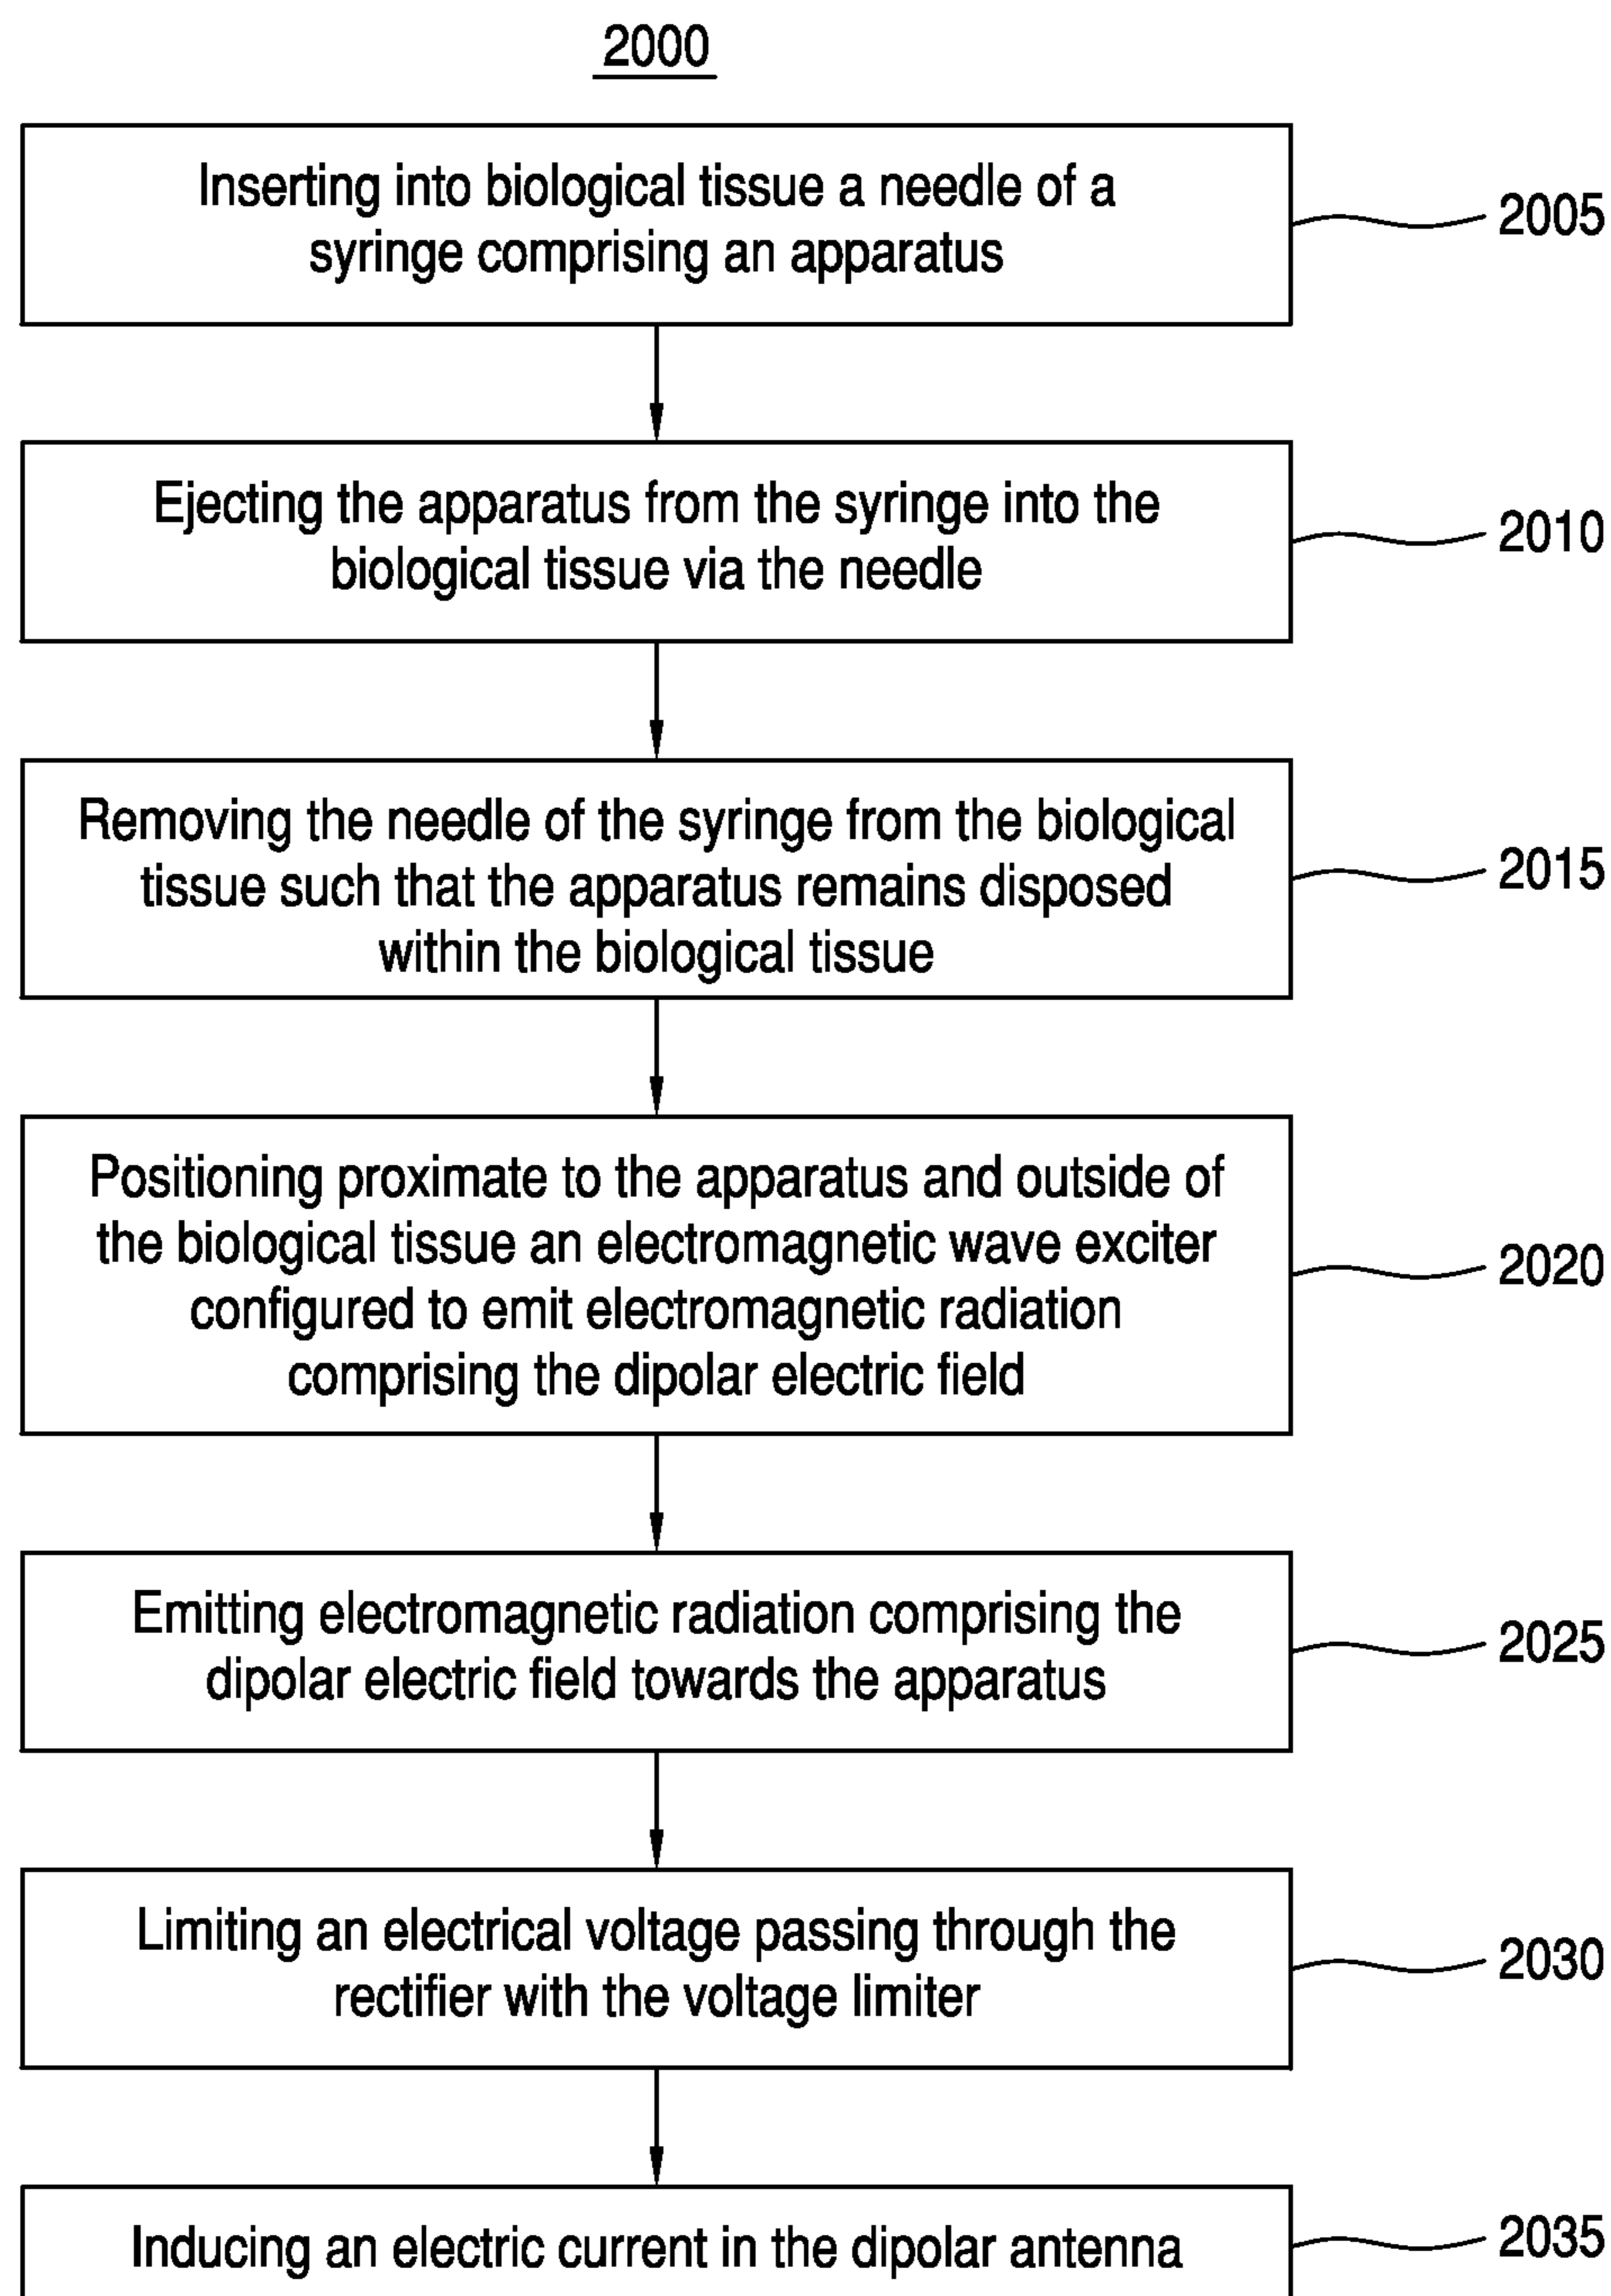 2000
Inserting into biological tissue a needle of a
syringe comprising an apparatus
2005
Ejecting the apparatus from the syringe into the
biological tissue via the needle
2010
Removing the needle of the syringe from the biological
tissue such that the apparatus remains disposed
within the biological tissue
2015
Positioning proximate to the apparatus and outside of
the biological tissue an electromagnetic wave exciter
configured to emit electromagnetic radiation
comprising the dipolar electric field
2020
Emitting electromagnetic radiation comprising the
dipolar electric field towards the apparatus
2025
Limiting an electrical voltage passing through the
rectifier with the voltage limiter
2030
Inducing an electric current in the dipolar antenna
2035